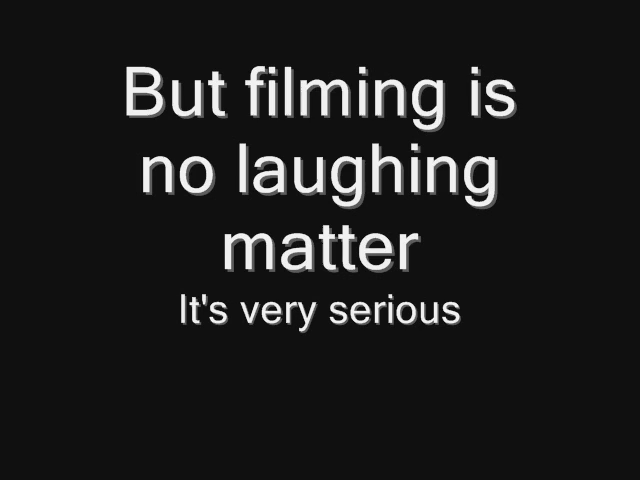 But filming is
no laughing
matter
It's very serious